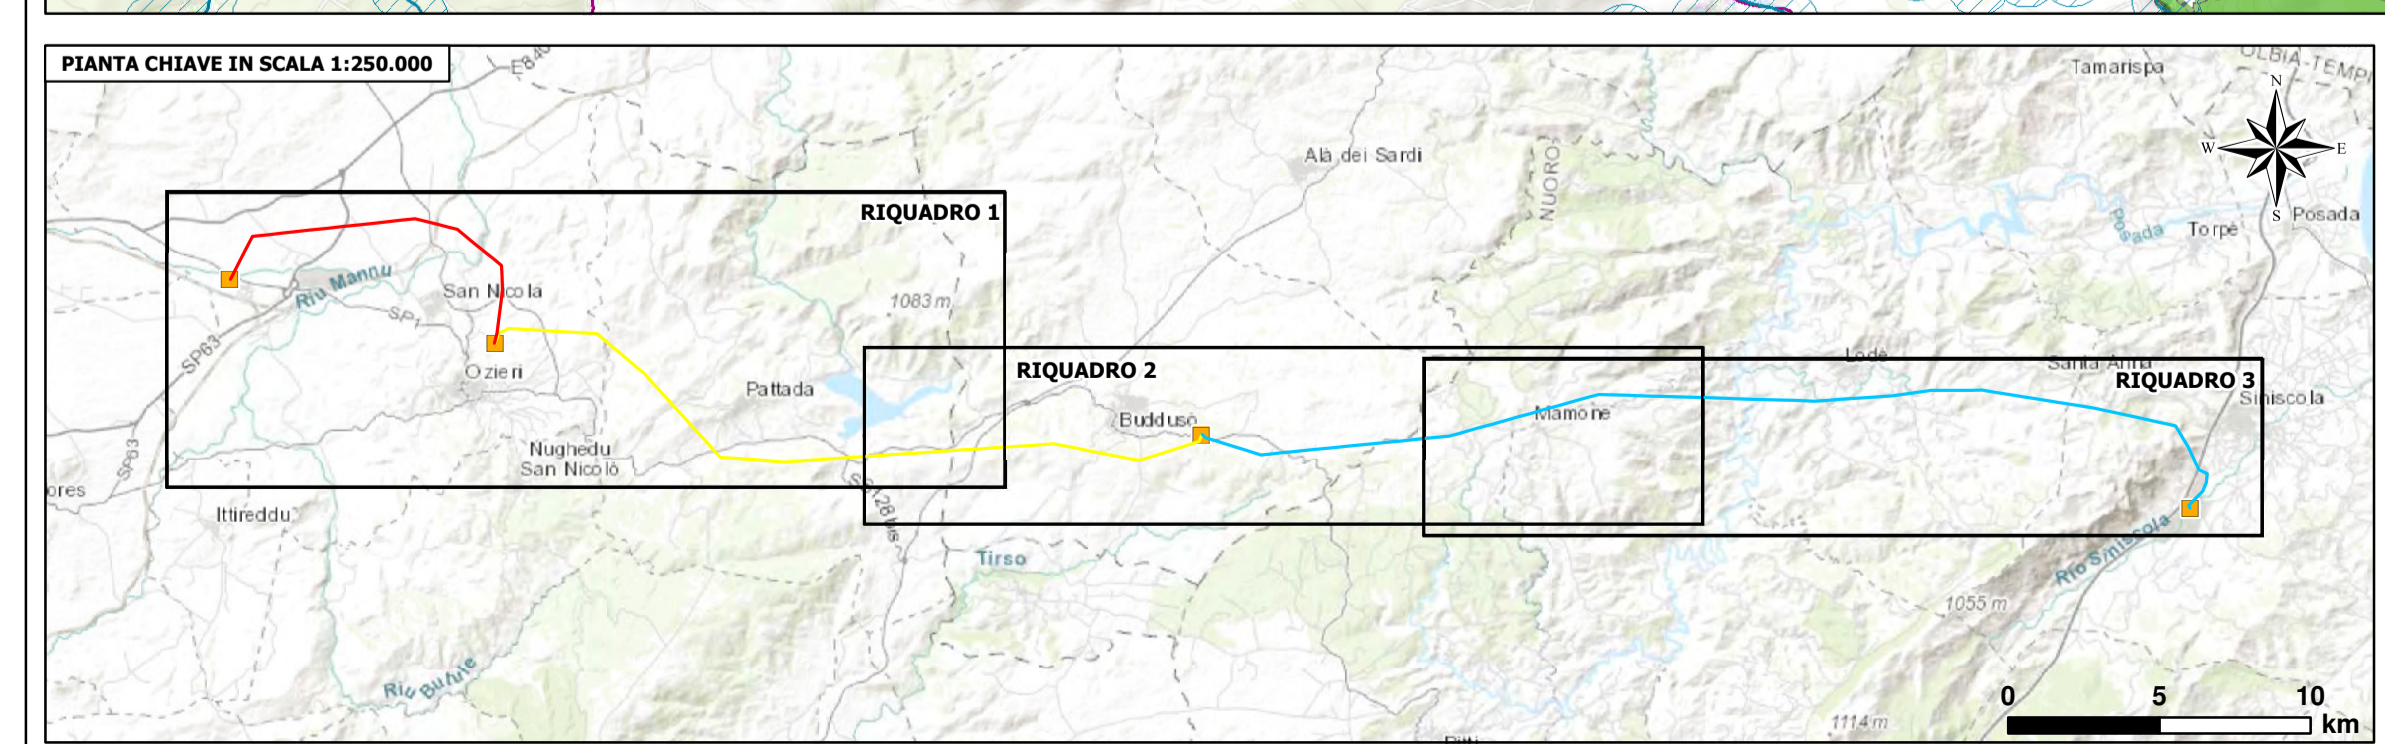 PIANTA CHIAVE IN SCALA 1:250.000
E840
Tamarispa
OLBIA-TEMPI
N
W
E
S
Alà dei Sardi
NUORO
Posada
Posada
Torpè
RIQUADRO 1
Riu Mannu
San Nicola
SP1
1083 m
SP63
Ozieri
Pattada
RIQUADRO 2
Lodè
Santa Anna
RIQUADRO 3
Siniscola
Buddusò
Mamone
SP63
Nughedu
San Nicolò
ores
Ittireddu
Tirso
Rio Siniscola
1055 m
Riu Butule
1114 m
0 5 10
km